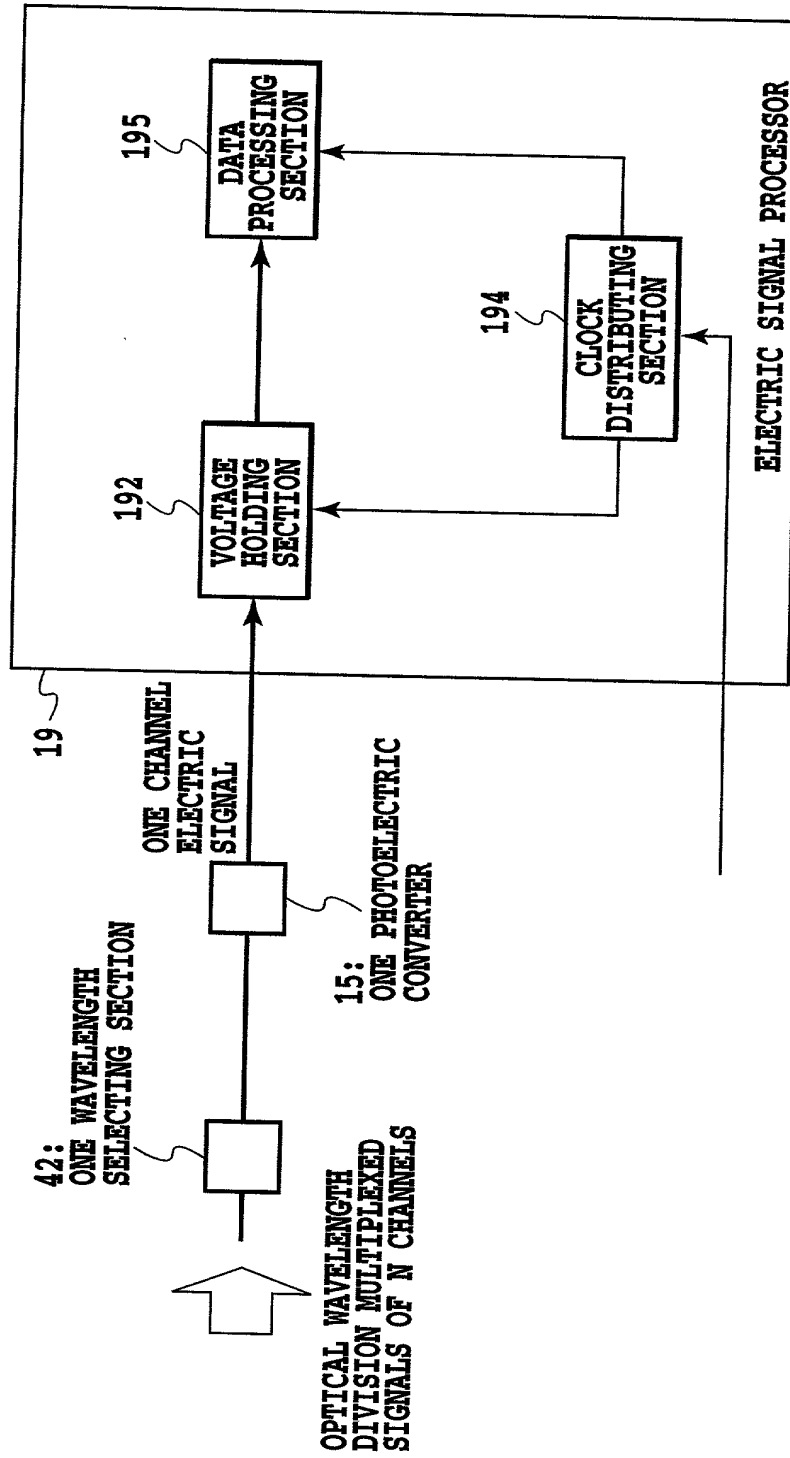 OPTICAL WAVELENGTH
DIVISION MULTIPLEXED
SIGNALS OF N CHANNELS
42:
ONE WAVELENGTH
SELECTING SECTION
15:
ONE PHOTOELECTRIC
CONVERTER
ONE CHANNEL
ELECTRIC
SIGNAL
19
192
VOLTAGE
HOLDING
SECTION
195
DATA
PROCESSING
SECTION
194
CLOCK
DISTRIBUTING
SECTION
ELECTRIC SIGNAL PROCESSOR